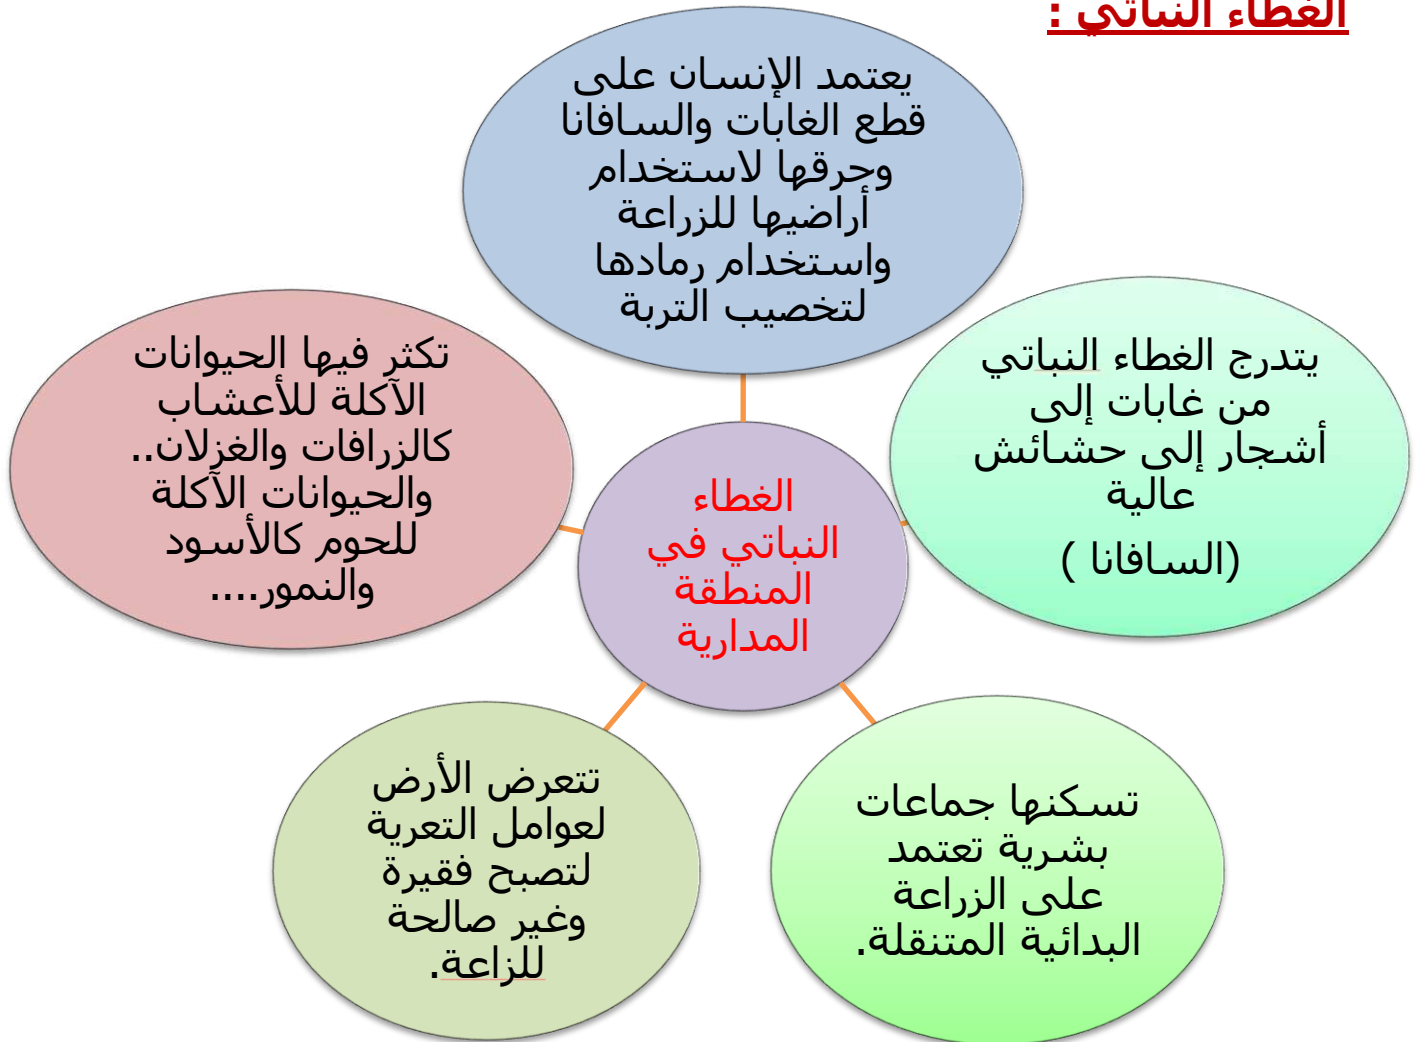 الغطاء النباتي :
يعتمد الإنسان على
قطع الغابات والسافانا
وحرقها لاستخدام
أراضيها للزراعة
واستخدام رمادها
لتخصيب التربة
يتدرج الغطاء النباتي
من غابات إلى
أشجار إلى حشائش
عالية
(السافانا )
تكثر فيها الحيوانات
الآكلة للأعشاب
كالزرافات والغزلان..
والحيوانات الآكلة
للحوم كالأسود
والنمور....
الغطاء
النباتي في
المنطقة
المدارية
تسكنها جماعات
بشرية تعتمد
على الزراعة
البدائية المتنقلة.
تتعرض الأرض
لعوامل التعرية
لتصبح فقيرة
وغير صالحة
للزاعة.